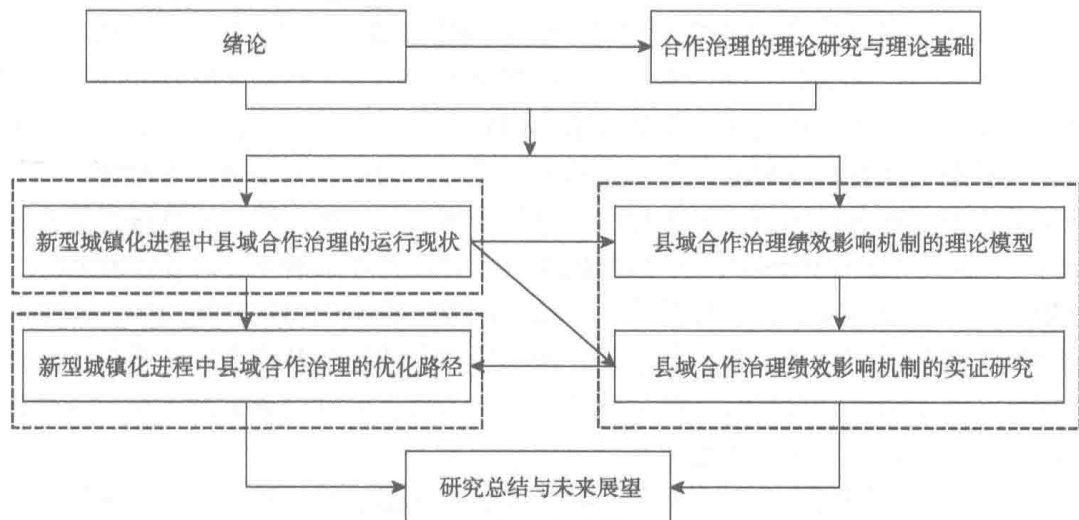 绪论
合作治理的理论研究与理论基础
新型城镇化进程中县域合作治理的运行现状
县域合作治理绩效影响机制的理论模型
新型城镇化进程中县域合作治理的优化路径
县域合作治理绩效影响机制的实证研究
研究总结与未来展望